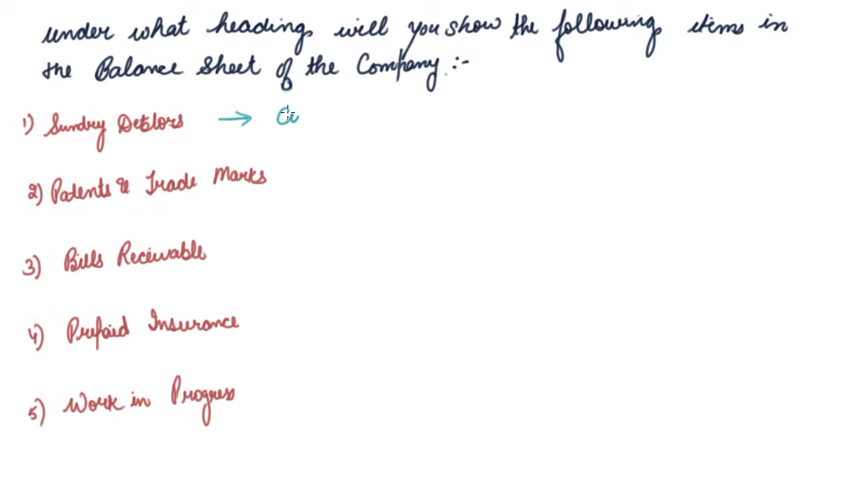 under what heading will you show the following items in
the Balance Sheet of the Company :-
1) Sundry Debtors → Cu
2) Patents & Trade Marks
3) Bills Receivable
4) Prepaid Insurance
5) Work in Progress